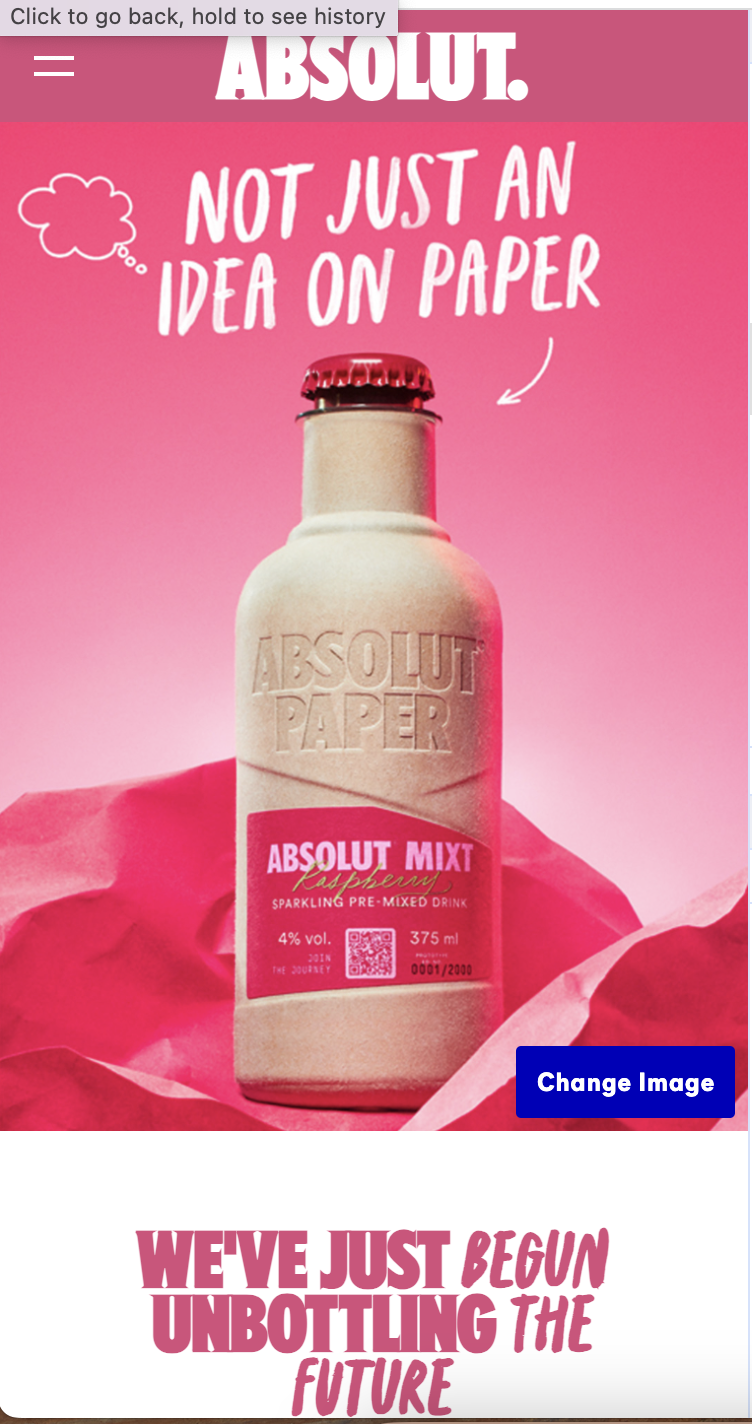 Click to go back, hold to see history
ABSOLUT.
NOT JUST AN
IDEA ON PAPER
ABSOLUT
PAPER
ABSOLUT MIXT
Raspberry
SPARKLING PRE-MIXED DRINK
4% vol.
375 ml
JOIN
THE JOURNEY
0001/2000
Change Image
WE'VE JUST BEGUN
UNBOTTLING THE
FUTURE